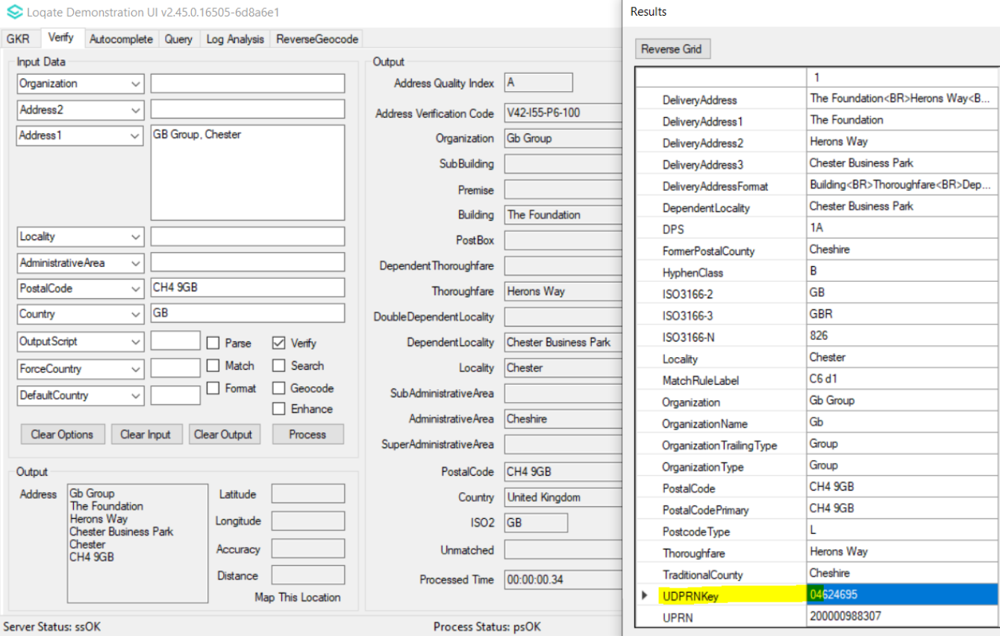 Loqate Demonstration UI v2.45.0.16505-6d8a6e1
GKR Verify Autocomplete Query Log Analysis ReverseGeocode
Input Data
Organization
Address2
Address1 GB Group, Chester
Locality
AdministrativeArea
PostalCode CH4 9GB
Country GB
OutputScript Parse Verify
ForceCountry Match Search
DefaultCountry Format Geocode
Enhance
Clear Options Clear Input Clear Output Process
Output
Address
Gb Group
The Foundation
Herons Way
Chester Business Park
Chester
CH4 9GB
Latitude
Longitude
Accuracy
Distance
Map This Location
Output
Address Quality Index A
Address Verification Code V42-I55-P6-100
Organization Gb Group
SubBuilding
Premise
Building The Foundation
PostBox
DependentThoroughfare
Thoroughfare Herons Way
DoubleDependentLocality
DependentLocality Chester Business Park
Locality Chester
SubAdministrativeArea
AdministrativeArea Cheshire
SuperAdministrativeArea
PostalCode CH4 9GB
Country United Kingdom
ISO2 GB
Unmatched
Processed Time 00:00:00.34
Server Status: ssOK Process Status: psOK
Results
Reverse Grid
1
DeliveryAddress The Foundation<BR>Herons Way<B...
DeliveryAddress1 The Foundation
DeliveryAddress2 Herons Way
DeliveryAddress3 Chester Business Park
DeliveryAddressFormat Building<BR>Thoroughfare<BR>Dep...
DependentLocality Chester Business Park
DPS 1A
FormerPostalCounty Cheshire
HyphenClass B
ISO3166-2 GB
ISO3166-3 GBR
ISO3166-N 826
Locality Chester
MatchRuleLabel C6 d1
Organization Gb Group
OrganizationName Gb
OrganizationTrailingType Group
OrganizationType Group
PostalCode CH4 9GB
PostalCodePrimary CH4 9GB
PostcodeType L
Thoroughfare Herons Way
TraditionalCounty Cheshire
UDPRNKey 04624695
UPRN 200000988307